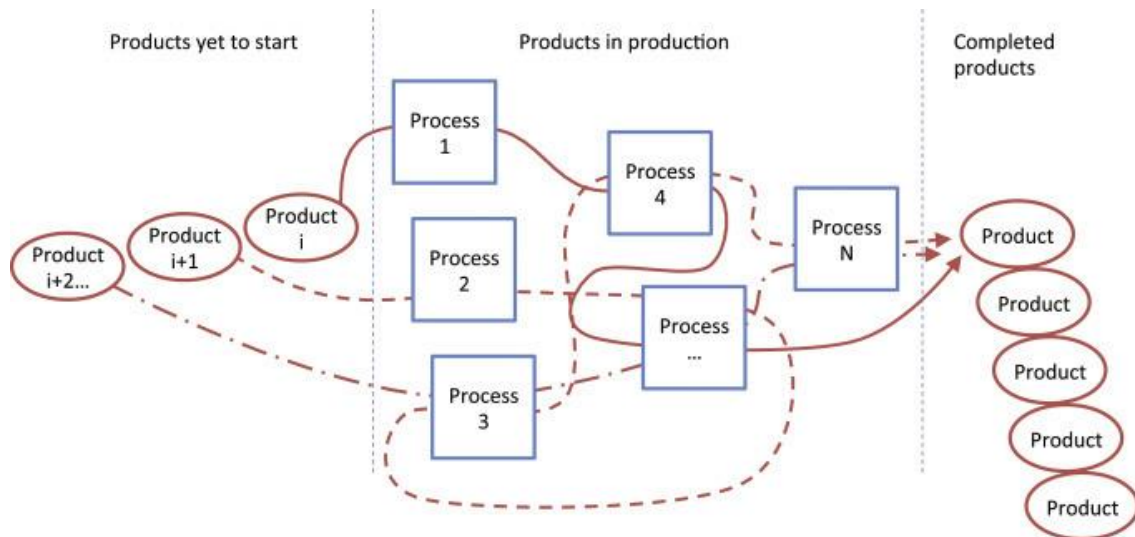 Products yet to start
Products in production
Completed
products
Process
1
Process
4
Product
i
Product
i+1
Product
i+2...
Process
2
Process
N
Process
...
Process
3
Product
Product
Product
Product
Product